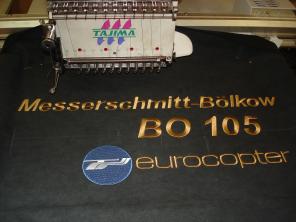 TAJIMA
Messerschmitt-Bölkow
BO 105
eurocopter